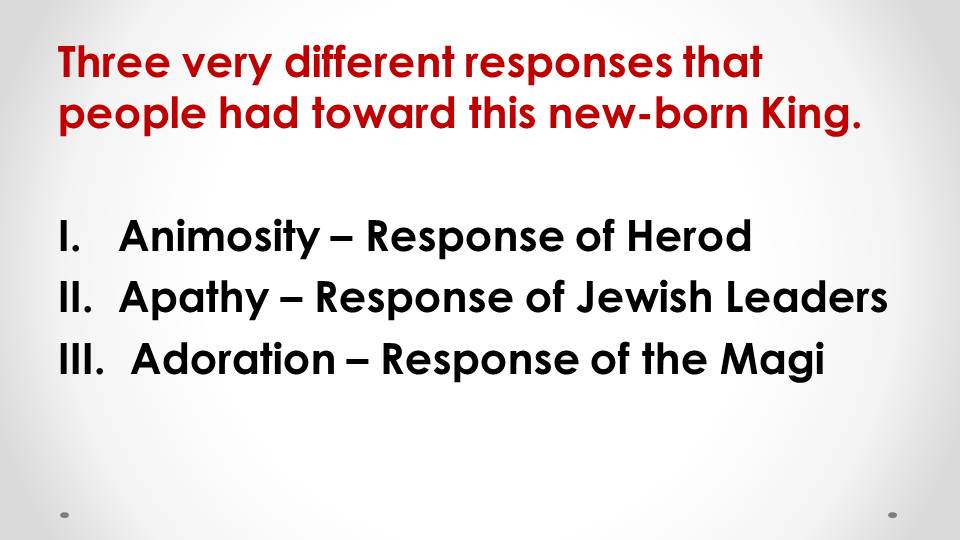 Three very different responses that
people had toward this new-born King.
I. Animosity – Response of Herod
II. Apathy – Response of Jewish Leaders
III. Adoration – Response of the Magi